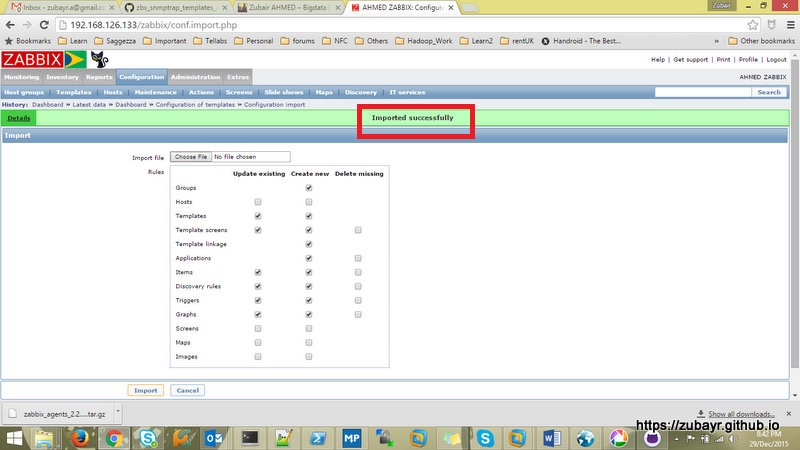 Zubair
Inbox - zubayr.a@gmail.co
zbx_snmptrap_templates_
Zubair AHMED – Bigdata I
AHMED ZABBIX: Configura
192.168.126.133/zabbix/conf.import.php
Bookmarks Learn Saggezza Important Tellabs Personal forums NFC Others Hadoop_Work Learn2 rentUK Handroid - The Best... » Other bookmarks
ZABBIX
Help | Get support | Print | Profile | Logout
Monitoring Inventory Reports Configuration Administration Extras AHMED ZABBIX
Host groups | Templates | Hosts | Maintenance | Actions | Screens | Slide shows | Maps | Discovery | IT services Search
History: Dashboard » Latest data » Dashboard » Configuration of templates » Configuration import
Details Imported successfully
Import
Import file Choose File No file chosen
Rules Update existing Create new Delete missing
Groups
Hosts
Templates
Template screens
Template linkage
Applications
Items
Discovery rules
Triggers
Graphs
Screens
Maps
Images
Import Cancel
zabbix_agents_2.2.....tar.gz Show all downloads...
https://zubayr.github.io
8:42 PM
29/Dec/2015